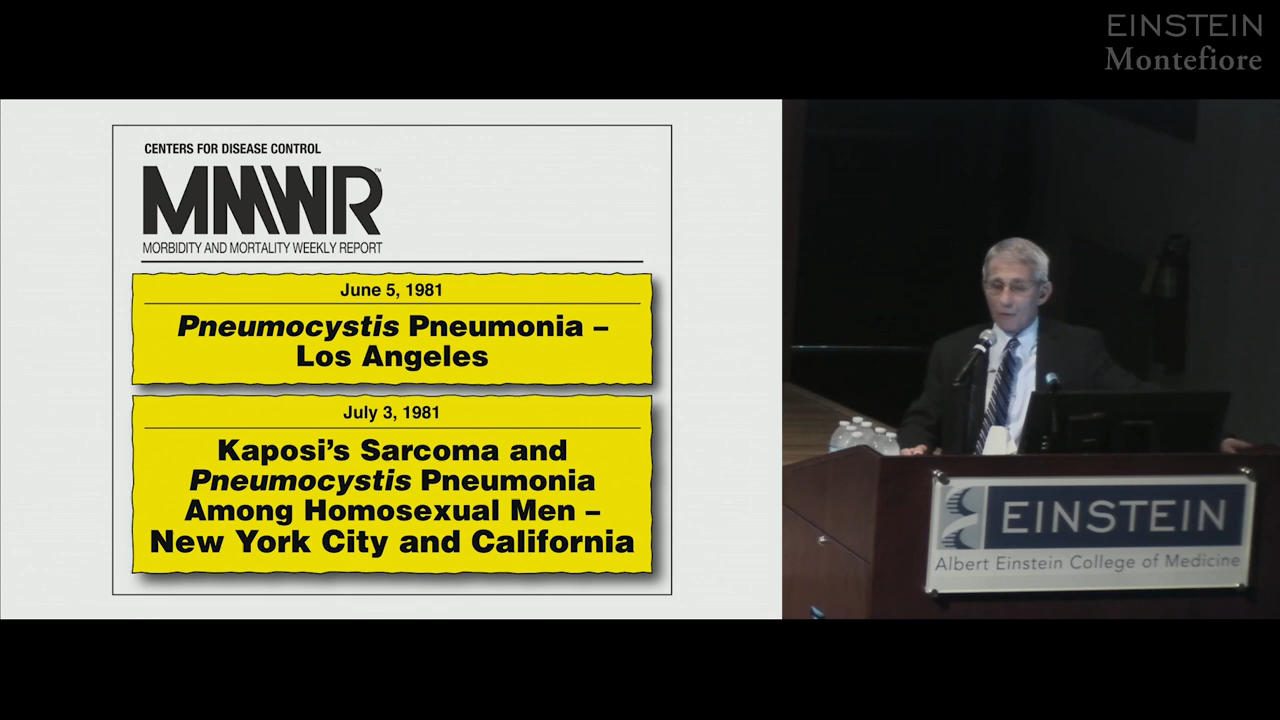 EINSTEIN
Montefiore
CENTERS FOR DISEASE CONTROL
MMWR™
MORBIDITY AND MORTALITY WEEKLY REPORT
June 5, 1981
Pneumocystis Pneumonia –
Los Angeles
July 3, 1981
Kaposi’s Sarcoma and
Pneumocystis Pneumonia
Among Homosexual Men –
New York City and California
EINSTEIN
Albert Einstein College of Medicine